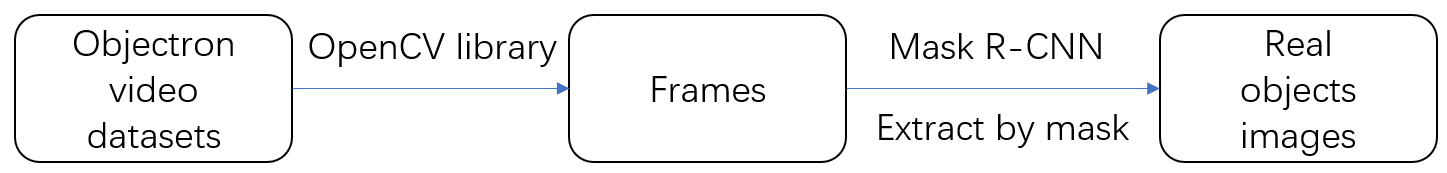 Objectron
video
datasets
OpenCV library
Frames
Mask R-CNN
Extract by mask
Real
objects
images